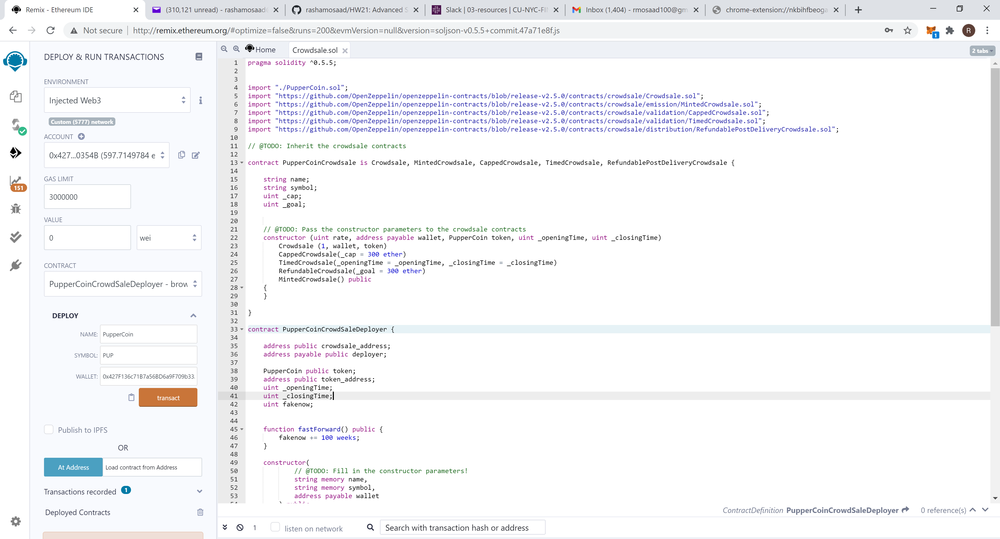 Remix - Ethereum IDE
(310,121 unread) - rashamosaad
rashamosaad/HW21: Advanced S
Slack | 03-resources | CU-NYC-FI
Inbox (1,404) - rmosaad100@gm
chrome-extension://nkbihfbeoga
Not secure
http://remix.ethereum.org/#optimize=false&runs=200&evmVersion=null&version=soljson-v0.5.5+commit.47a71e8f.js
1
R
DEPLOY & RUN TRANSACTIONS
ENVIRONMENT
Injected Web3
Custom (5777) network
ACCOUNT
0x427...0354B (597.7149784 e
151
GAS LIMIT
3000000
VALUE
0
wei
CONTRACT
PupperCoinCrowdSaleDeployer - brow
DEPLOY
NAME: PupperCoin
SYMBOL: PUP
WALLET: 0x427F136c71B7a56BD6a9F709b33
transact
Publish to IPFS
OR
At Address
Load contract from Address
Transactions recorded 1
Deployed Contracts
Home
Crowdsale.sol
2 tabs
1 pragma solidity ^0.5.5;
2
3
4 import "./PupperCoin.sol";
5 import "https://github.com/OpenZeppelin/openzeppelin-contracts/blob/release-v2.5.0/contracts/crowdsale/Crowdsale.sol";
6 import "https://github.com/OpenZeppelin/openzeppelin-contracts/blob/release-v2.5.0/contracts/crowdsale/emission/MintedCrowdsale.sol";
7 import "https://github.com/OpenZeppelin/openzeppelin-contracts/blob/release-v2.5.0/contracts/crowdsale/validation/CappedCrowdsale.sol";
8 import "https://github.com/OpenZeppelin/openzeppelin-contracts/blob/release-v2.5.0/contracts/crowdsale/validation/TimedCrowdsale.sol";
9 import "https://github.com/OpenZeppelin/openzeppelin-contracts/blob/release-v2.5.0/contracts/crowdsale/distribution/RefundablePostDeliveryCrowdsale.sol";
10
11 // @TODO: Inherit the crowdsale contracts
12
13 contract PupperCoinCrowdsale is Crowdsale, MintedCrowdsale, CappedCrowdsale, TimedCrowdsale, RefundablePostDeliveryCrowdsale {
14
15 string name;
16 string symbol;
17 uint _cap;
18 uint _goal;
19
20
21 // @TODO: Pass the constructor parameters to the crowdsale contracts
22 constructor (uint rate, address payable wallet, PupperCoin token, uint _openingTime, uint _closingTime)
23 Crowdsale (1, wallet, token)
24 CappedCrowdsale(_cap = 300 ether)
25 TimedCrowdsale(_openingTime = _openingTime, _closingTime = _closingTime)
26 RefundableCrowdsale(_goal = 300 ether)
27 MintedCrowdsale() public
28 {
29 }
30
31 }
32
33 contract PupperCoinCrowdSaleDeployer {
34
35 address public crowdsale_address;
36 address payable public deployer;
37
38 PupperCoin public token;
39 address public token_address;
40 uint _openingTime;
41 uint _closingTime;
42 uint fakenow;
43
44
45 function fastForward() public {
46 fakenow += 100 weeks;
47 }
48
49 constructor(
50 // @TODO: Fill in the constructor parameters!
51 string memory name,
52 string memory symbol,
53 address payable wallet
ContractDefinition PupperCoinCrowdSaleDeployer 0 reference(s)
1
listen on network
Search with transaction hash or address